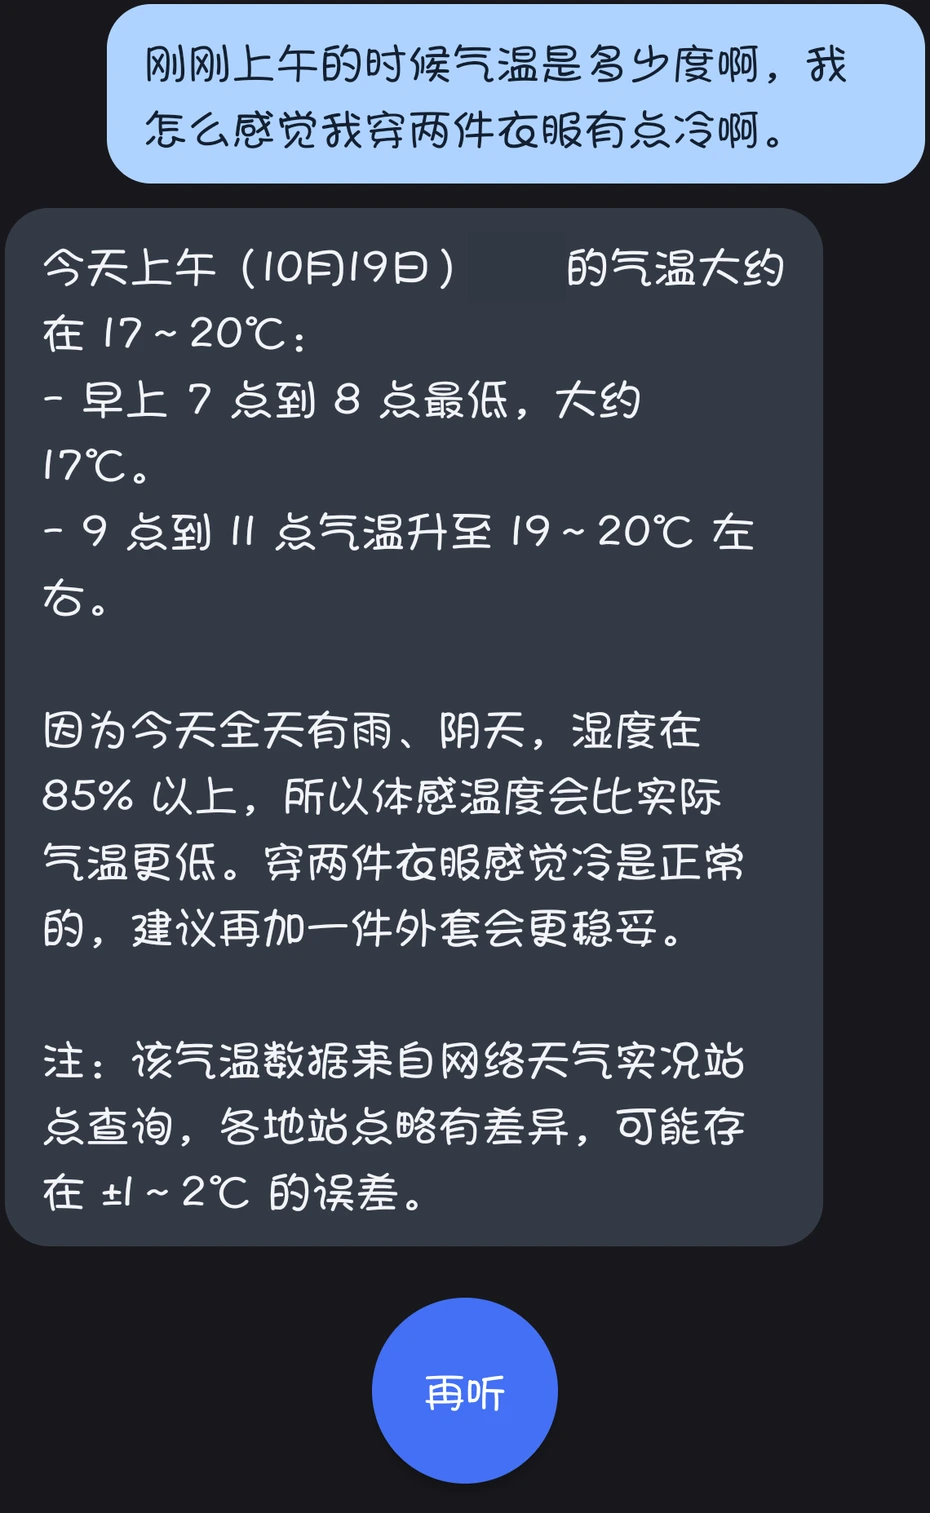 刚刚上午的时候气温是多少度啊，我
怎么感觉我穿两件衣服有点冷啊。
今天上午（10月19日） 的气温大约
在 17～20℃：
- 早上 7 点到 8 点最低，大约
17℃。
- 9 点到 11 点气温升至 19～20℃ 左
右。
因为今天全天有雨、阴天，湿度在
85% 以上，所以体感温度会比实际
气温更低。穿两件衣服感觉冷是正常
的，建议再加一件外套会更稳妥。
注：该气温数据来自网络天气实况站
点查询，各地站点略有差异，可能存
在 ±1～2℃ 的误差。
再听